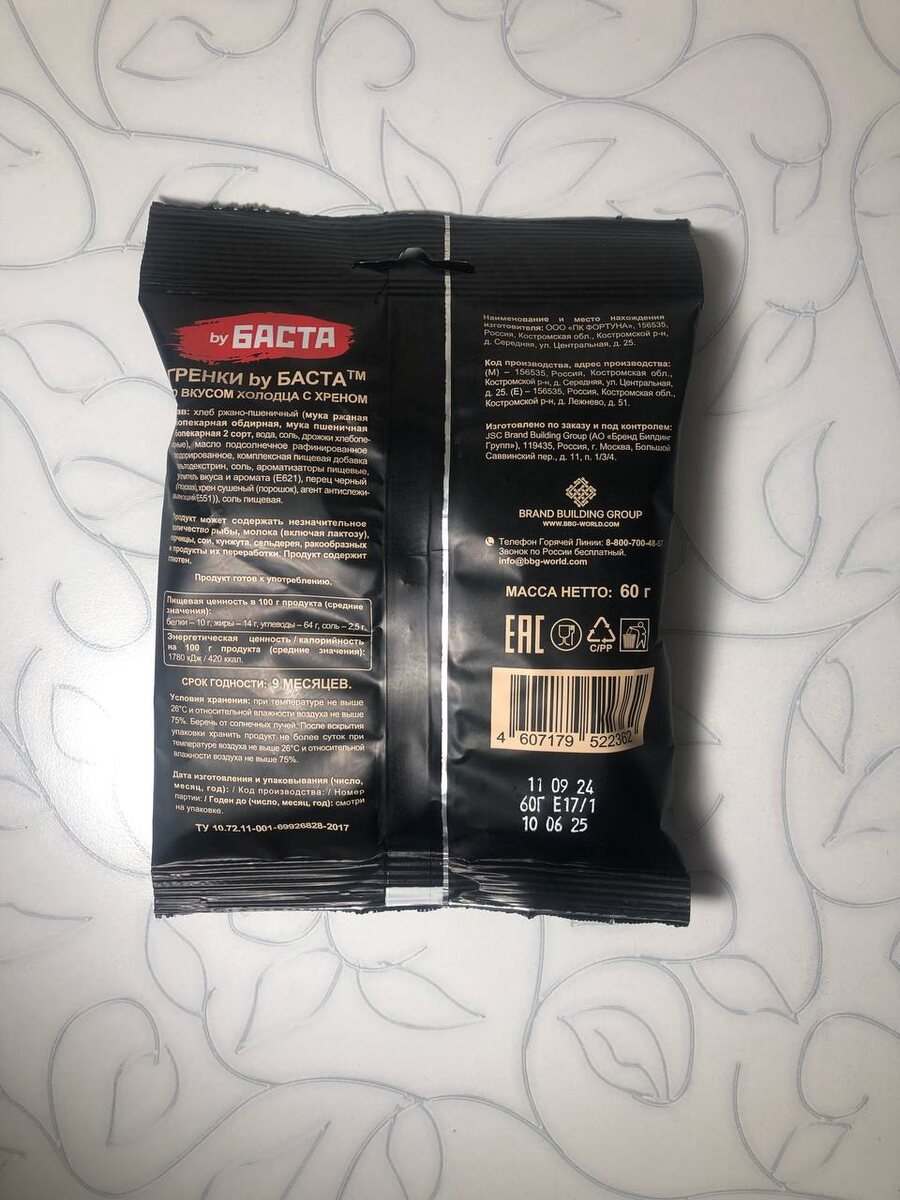 by БАСТА
ГРЕНКИ by БАСТА™
ВКУСОМ ХОЛОДЦА С ХРЕНОМ
хлеб ржано-пшеничный (мука ржаная
обдирная, мука пшеничная
2 сорт, вода, соль, дрожжи хлебопе-
масло подсолнечное рафинированное
комплексная пищевая добавка
соль, ароматизаторы пищевые,
вкуса и аромата (Е621), перец черный
хрен сушеный (порошок), агент антислежи-
соль пищевая.
Продукт может содержать незначительное
количество рыбы, молока (включая лактозу),
сои, кунжута, сельдерея, ракообразных
и продукты их переработки. Продукт содержит
Продукт готов к употреблению.
Пищевая ценность в 100 г продукта (средние
значения):
белки – 10 г, жиры – 14 г, углеводы – 64 г, соль – 2,5 г.
Энергетическая ценность / калорийность
на 100 г продукта (средние значения):
1780 кДж / 420 ккал.
СРОК ГОДНОСТИ: 9 МЕСЯЦЕВ.
Условия хранения: при температуре не выше
26°С и относительной влажности воздуха не выше
75%. Беречь от солнечных лучей. После вскрытия
упаковки хранить продукт не более суток при
температуре воздуха не выше 26°С и относительной
влажности воздуха не выше 75%.
Дата изготовления и упаковывания (число,
месяц, год): / Код производства: / Номер
партии: / Годен до (число, месяц, год): смотри
на упаковке.
ТУ 10.72.11-001-69926828-2017
Наименование и место нахождения
изготовителя: ООО «ПК ФОРТУНА», 156535,
Россия, Костромская обл., Костромской р-н,
д. Середняя, ул. Центральная, д. 25.
Код производства, адрес производства:
(М) – 156535, Россия, Костромская обл.,
Костромской р-н, д. Середняя, ул. Центральная,
д. 25. (Е) – 156535, Россия, Костромская обл.,
Костромской р-н, д. Лежнево, д. 51.
Изготовлено по заказу и под контролем:
JSC Brand Building Group (АО «Бренд Билдинг
Групп»), 119435, Россия, г. Москва, Большой
Саввинский пер., д. 11, п. 1/3/4.
BRAND BUILDING GROUP
WWW.BBG-WORLD.COM
Телефон Горячей Линии: 8-800-700-48-57
Звонок по России бесплатный.
info@bbg-world.com
МАССА НЕТТО: 60 г
ЕАС
C/PP
4 607179 522362
11 09 24
60Г Е17/1
10 06 25